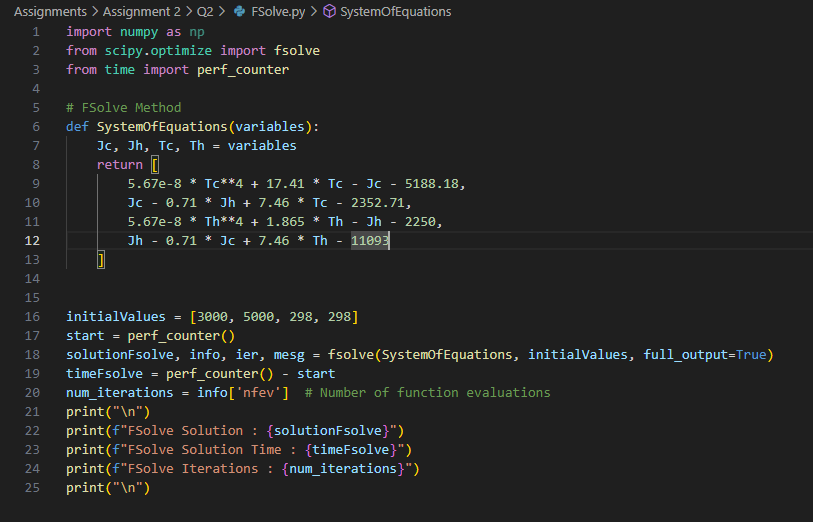 Assignments > Assignment 2 > Q2 > FSolve.py > SystemOfEquations
1 import numpy as np
2 from scipy.optimize import fsolve
3 from time import perf_counter
4
5 # FSolve Method
6 def SystemOfEquations(variables):
7     Jc, Jh, Tc, Th = variables
8     return [
9         5.67e-8 * Tc**4 + 17.41 * Tc - Jc - 5188.18,
10         Jc - 0.71 * Jh + 7.46 * Tc - 2352.71,
11         5.67e-8 * Th**4 + 1.865 * Th - Jh - 2250,
12         Jh - 0.71 * Jc + 7.46 * Th - 11093
13     ]
14
15
16 initialValues = [3000, 5000, 298, 298]
17 start = perf_counter()
18 solutionFsolve, info, ier, mesg = fsolve(SystemOfEquations, initialValues, full_output=True)
19 timeFsolve = perf_counter() - start
20 num_iterations = info['nfev']  # Number of function evaluations
21 print("\n")
22 print(f"FSolve Solution : {solutionFsolve}")
23 print(f"FSolve Solution Time : {timeFsolve}")
24 print(f"FSolve Iterations : {num_iterations}")
25 print("\n")